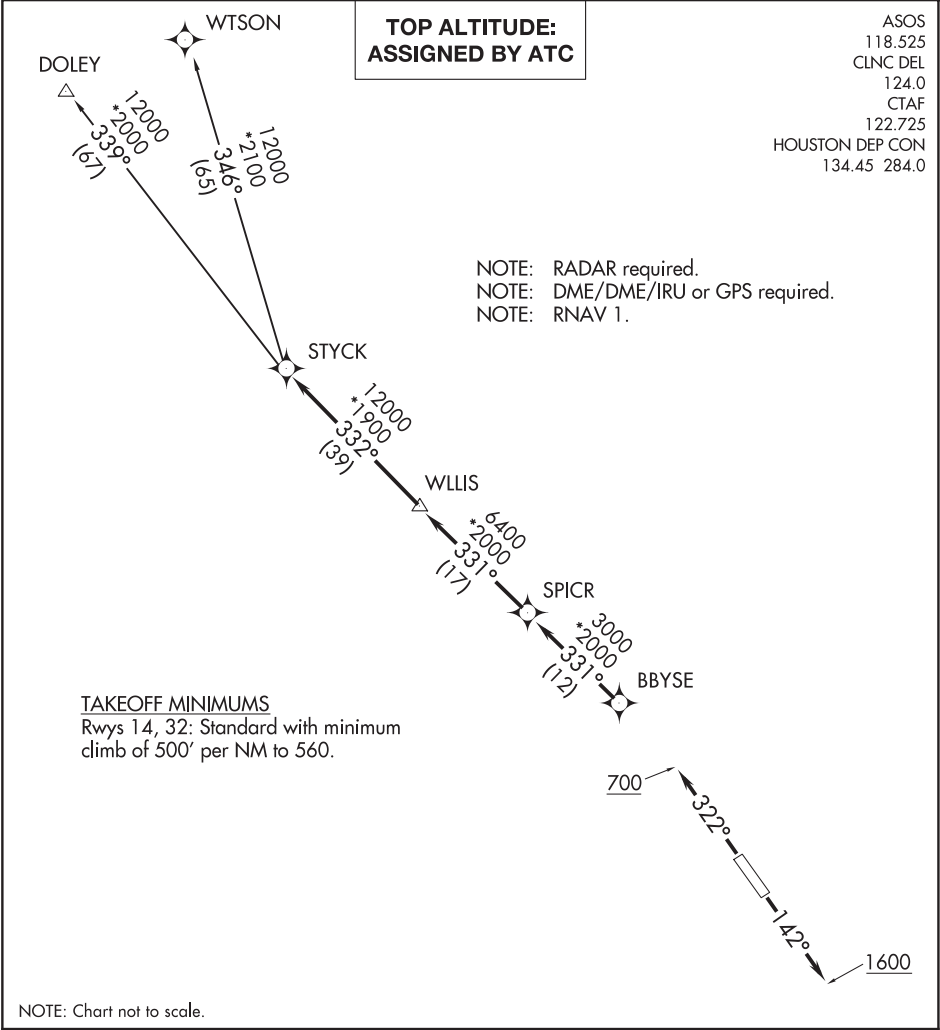 WTSON
DOLEY
TOP ALTITUDE:
ASSIGNED BY ATC
ASOS
118.525
CLNC DEL
124.0
CTAF
122.725
HOUSTON DEP CON
134.45 284.0
12000
*2000
339°
(67)
12000
*2100
346°
(65)
NOTE: RADAR required.
NOTE: DME/DME/IRU or GPS required.
NOTE: RNAV 1.
STYCK
12000
*1900
332°
(39)
WLLIS
6400
*2000
331°
(17)
SPICR
3000
*2000
331°
(12)
BBYSE
TAKEOFF MINIMUMS
Rwys 14, 32: Standard with minimum
climb of 500' per NM to 560.
700
322°
142°
1600
NOTE: Chart not to scale.